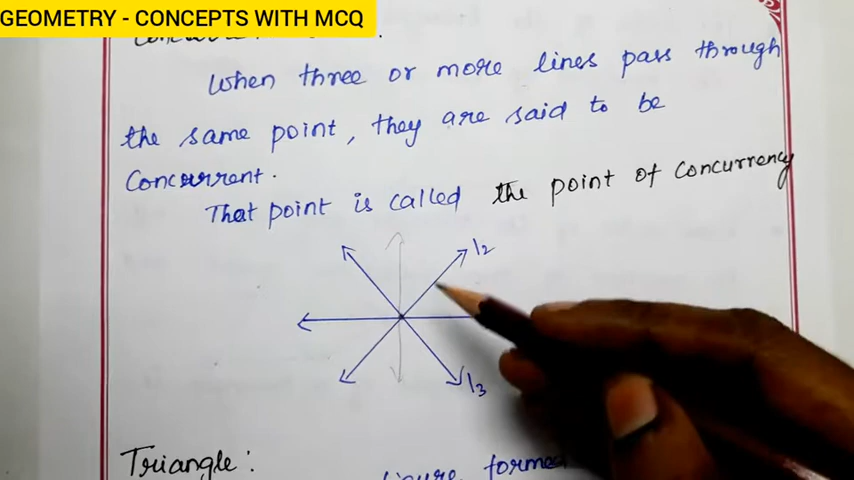 GEOMETRY - CONCEPTS WITH MCQ
When three or more lines pass through
the same point, they are said to be
Concurrent.
That point is called the point of concurrency
l2
l3
Triangle:
figure formed